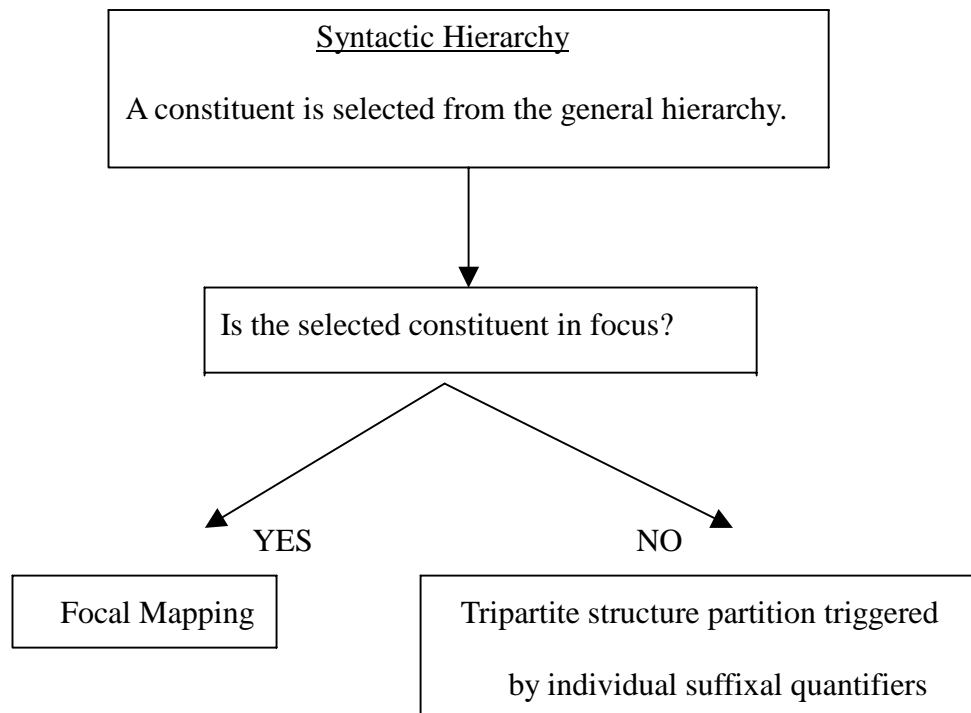 Syntactic Hierarchy
A constituent is selected from the general hierarchy.
Is the selected constituent in focus?
YES
NO
Focal Mapping
Tripartite structure partition triggered
by individual suffixal quantifiers